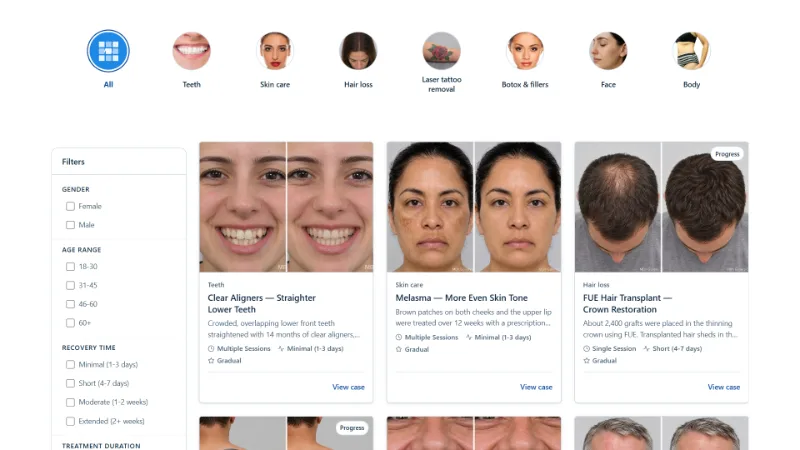 All
Teeth
Skin care
Hair loss
Laser tattoo
removal
Botox & fillers
Face
Body
Filters
GENDER
Female
Male
AGE RANGE
18-30
31-45
46-60
60+
RECOVERY TIME
Minimal (1-3 days)
Short (4-7 days)
Moderate (1-2 weeks)
Extended (2+ weeks)
TREATMENT DURATION
Teeth
Clear Aligners — Straighter
Lower Teeth
Crowded, overlapping lower front teeth
straightened with 14 months of clear aligners,...
Multiple Sessions
Minimal (1-3 days)
Gradual
View case
Skin care
Melasma — More Even Skin Tone
Brown patches on both cheeks and the upper lip
were treated over 12 weeks with a prescription...
Multiple Sessions
Minimal (1-3 days)
Gradual
View case
Progress
Hair loss
FUE Hair Transplant —
Crown Restoration
About 2,400 grafts were placed in the thinning
crown using FUE. Transplanted hair sheds in th...
Single Session
Short (4-7 days)
Gradual
View case
Progress